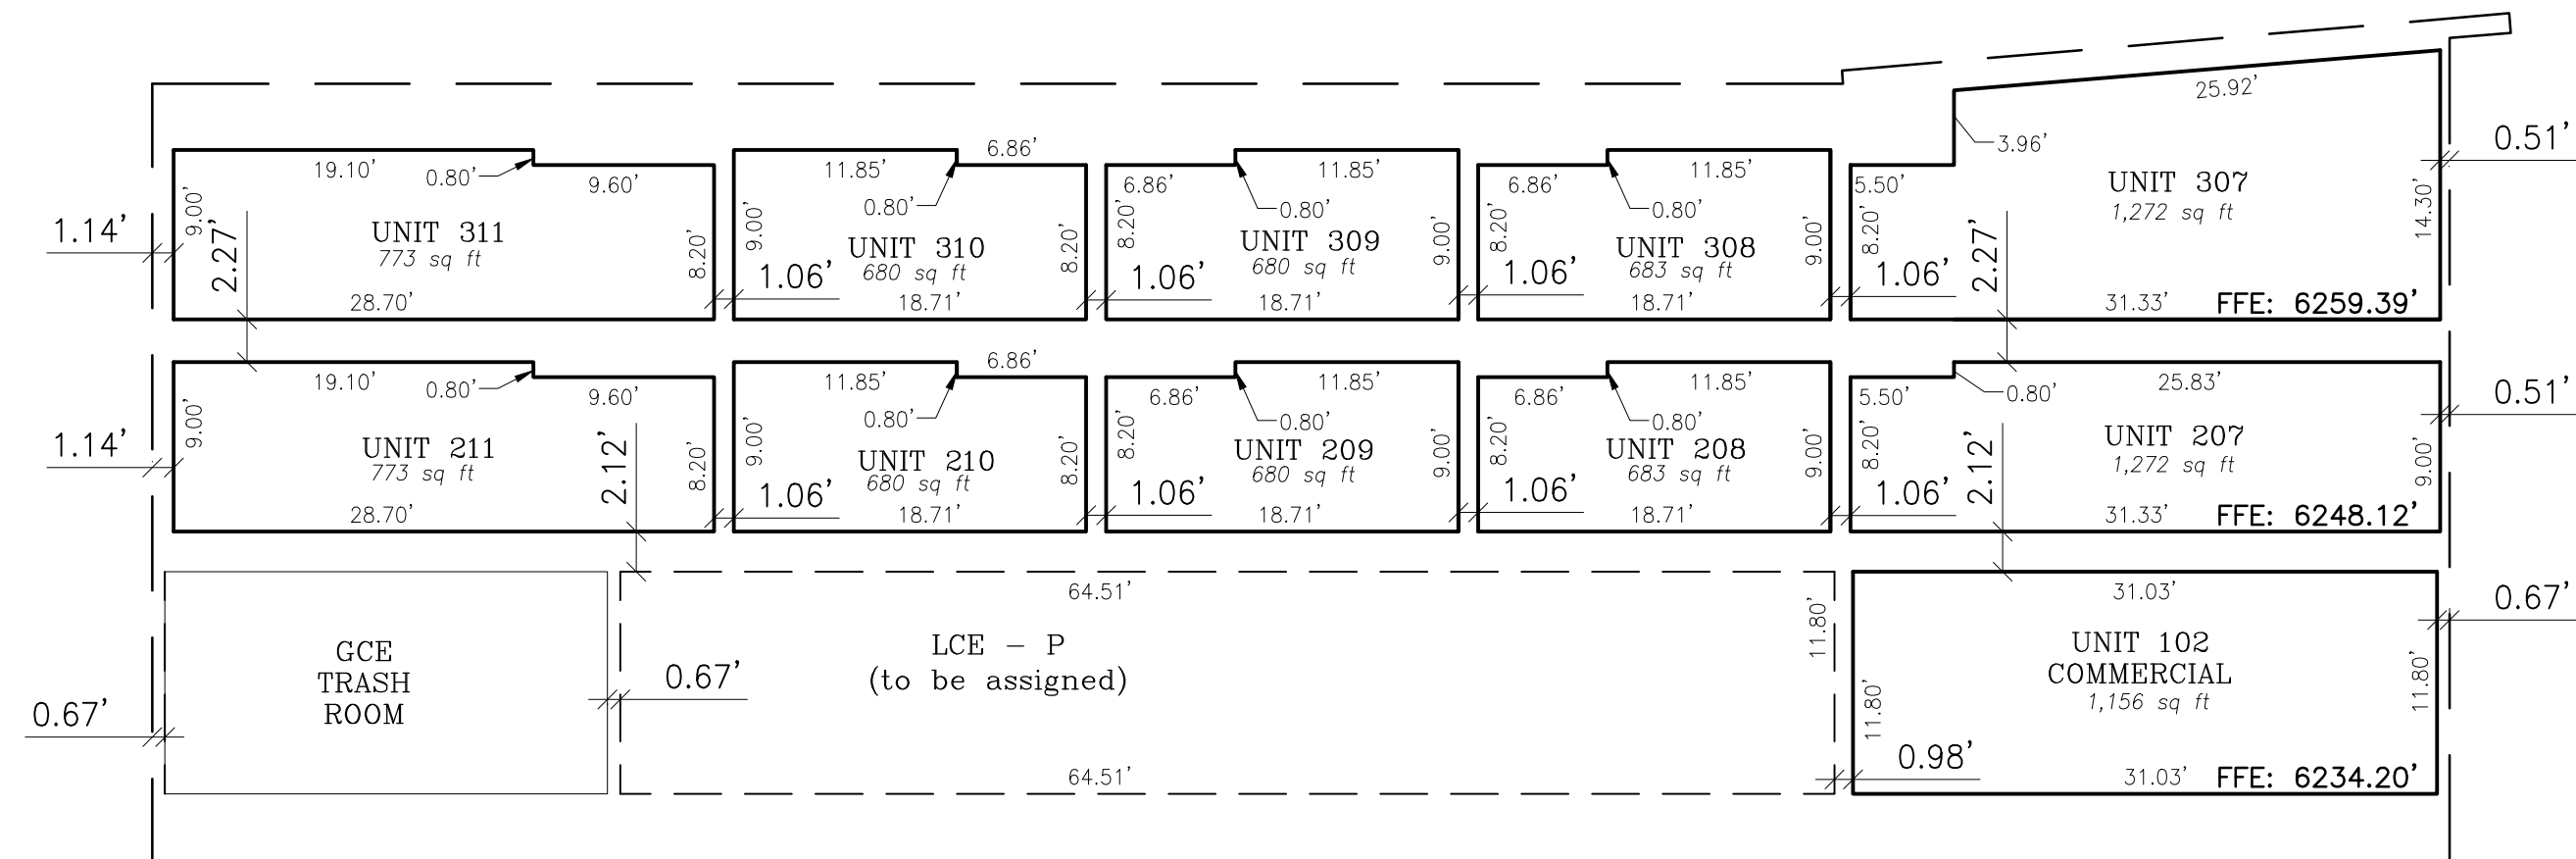 25.92'
0.51'
3.96'
6.86'
19.10'
0.80'
9.60'
11.85'
0.80'
6.86'
11.85'
0.80'
6.86'
11.85'
0.80'
5.50'
1.14'
9.00'
2.27'
UNIT 311
773 sq ft
8.20'
28.70'
9.00'
UNIT 310
680 sq ft
8.20'
1.06'
18.71'
8.20'
UNIT 309
680 sq ft
9.00'
1.06'
18.71'
8.20'
UNIT 308
683 sq ft
9.00'
1.06'
18.71'
8.20'
1.06'
2.27'
UNIT 307
1,272 sq ft
14.30'
31.33'
FFE: 6259.39'
6.86'
19.10'
0.80'
9.60'
11.85'
0.80'
6.86'
11.85'
0.80'
6.86'
11.85'
0.80'
5.50'
0.80'
25.83'
0.51'
1.14'
9.00'
UNIT 211
773 sq ft
2.12'
8.20'
28.70'
9.00'
UNIT 210
680 sq ft
8.20'
1.06'
18.71'
8.20'
UNIT 209
680 sq ft
9.00'
1.06'
18.71'
8.20'
UNIT 208
683 sq ft
9.00'
1.06'
18.71'
8.20'
1.06'
2.12'
UNIT 207
1,272 sq ft
9.00'
31.33'
FFE: 6248.12'
64.51'
11.80'
31.03'
0.67'
GCE
TRASH
ROOM
0.67'
0.67'
LCE - P
(to be assigned)
64.51'
UNIT 102
COMMERCIAL
1,156 sq ft
11.80'
11.80'
0.98'
31.03'
FFE: 6234.20'